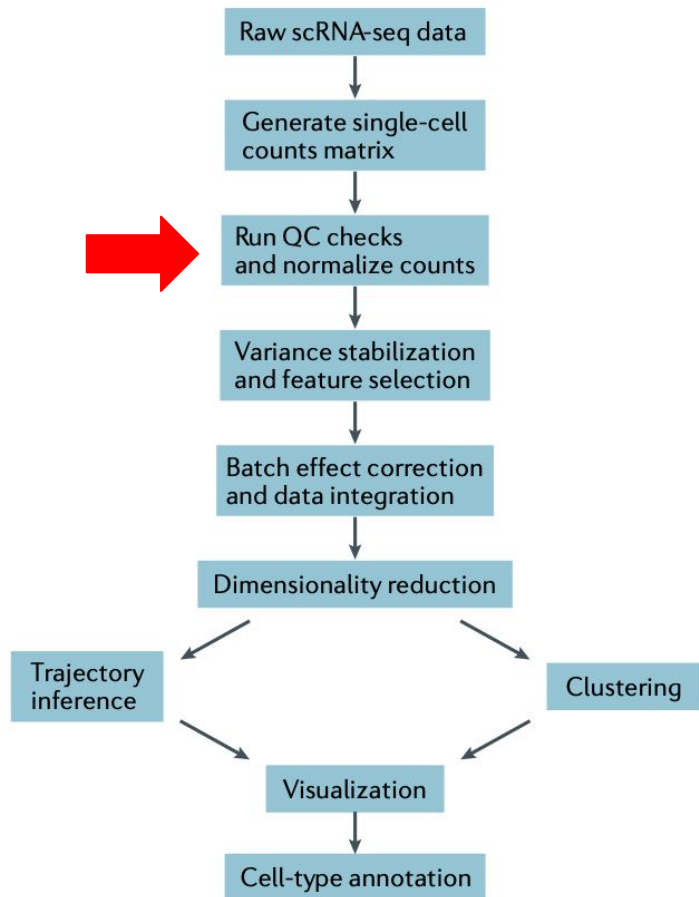 Raw scRNA-seq data
Generate single-cell
counts matrix
Run QC checks
and normalize counts
Variance stabilization
and feature selection
Batch effect correction
and data integration
Dimensionality reduction
Trajectory
inference
Clustering
Visualization
Cell-type annotation